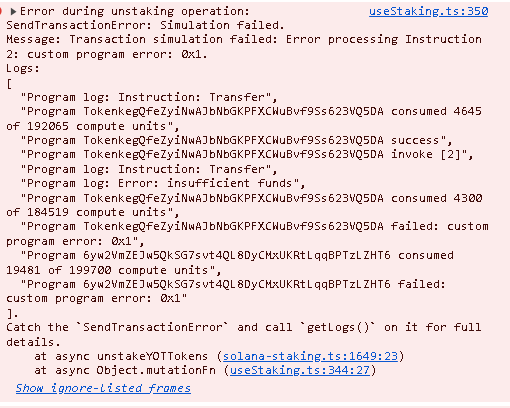 ▶Error during unstaking operation: useStaking.ts:350
SendTransactionError: Simulation failed.
Message: Transaction simulation failed: Error processing Instruction
2: custom program error: 0x1.
Logs:
[
"Program log: Instruction: Transfer",
"Program TokenkegQfeZyiNwAJbNbGKPFXCWuBvf9Ss623VQ5DA consumed 4645
of 192065 compute units",
"Program TokenkegQfeZyiNwAJbNbGKPFXCWuBvf9Ss623VQ5DA success",
"Program TokenkegQfeZyiNwAJbNbGKPFXCWuBvf9Ss623VQ5DA invoke [2]",
"Program log: Instruction: Transfer",
"Program log: Error: insufficient funds",
"Program TokenkegQfeZyiNwAJbNbGKPFXCWuBvf9Ss623VQ5DA consumed 4300
of 184519 compute units",
"Program TokenkegQfeZyiNwAJbNbGKPFXCWuBvf9Ss623VQ5DA failed: custom
program error: 0x1",
"Program 6yw2VmZEJw5QkSG7svt4QL8DyCMxUKRtLqqBPTzLZHT6 consumed
19481 of 199700 compute units",
"Program 6yw2VmZEJw5QkSG7svt4QL8DyCMxUKRtLqqBPTzLZHT6 failed:
custom program error: 0x1"
].
Catch the `SendTransactionError` and call `getLogs()` on it for full
details.
at async unstakeYOTTokens (solana-staking.ts:1649:23)
at async Object.mutationFn (useStaking.ts:344:27)
Show ignore-listed frames